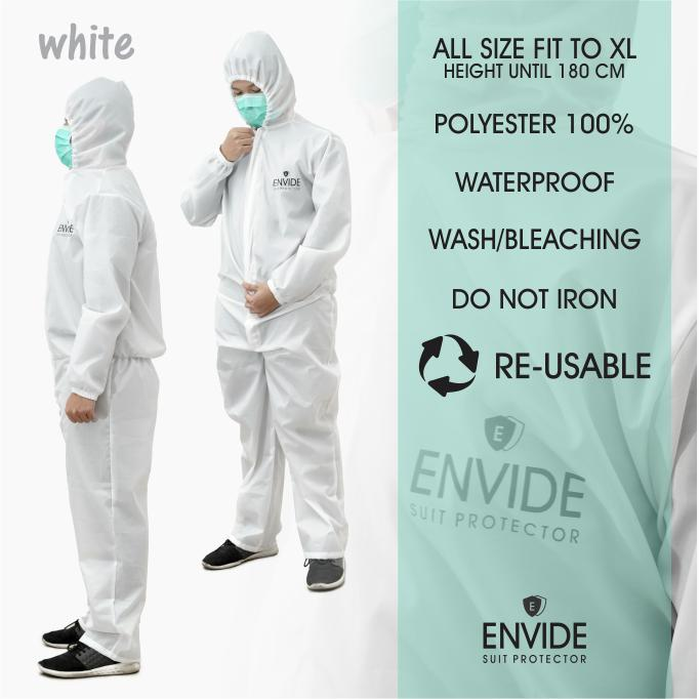 white
ENVIDE
ENVIDE
ALL SIZE FIT TO XL
HEIGHT UNTIL 180 CM
POLYESTER 100%
WATERPROOF
WASH/BLEACHING
DO NOT IRON
RE-USABLE
E
ENVIDE
SUIT PROTECTOR
E
ENVIDE
SUIT PROTECTOR